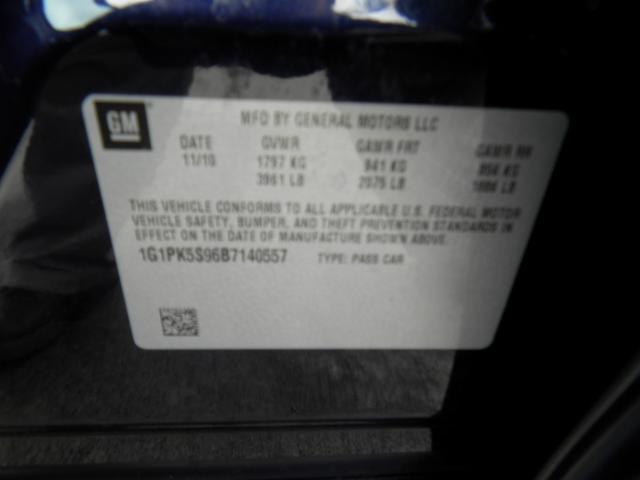 GM
MFD BY GENERAL MOTORS LLC
DATE GVWR GAWR FRT GAWR RR
11/10 1797 KG 941 KG 856 KG
3961 LB 2075 LB 1886 LB
THIS VEHICLE CONFORMS TO ALL APPLICABLE U.S. FEDERAL MOTOR
VEHICLE SAFETY, BUMPER, AND THEFT PREVENTION STANDARDS IN
EFFECT ON THE DATE OF MANUFACTURE SHOWN ABOVE.
1G1PK5S96B7140557 TYPE: PASS CAR